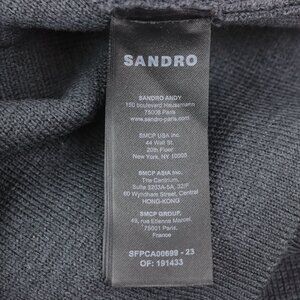 SANDRO
SANDRO ANDY
150 boulevard Haussmann
75008 Paris
www.sandro-paris.com
SMCP USA Inc.
44 Wall St.
20th Floor
New York, NY 10005
SMCP ASIA Inc.
The Centrium,
Suite 3203A-5A, 32/F
60 Wyndham Street, Central
HONG-KONG
SMCP GROUP,
49, rue Etienne Marcel,
75001 Paris.
France
SFPCA00699 - 23
OF: 191433